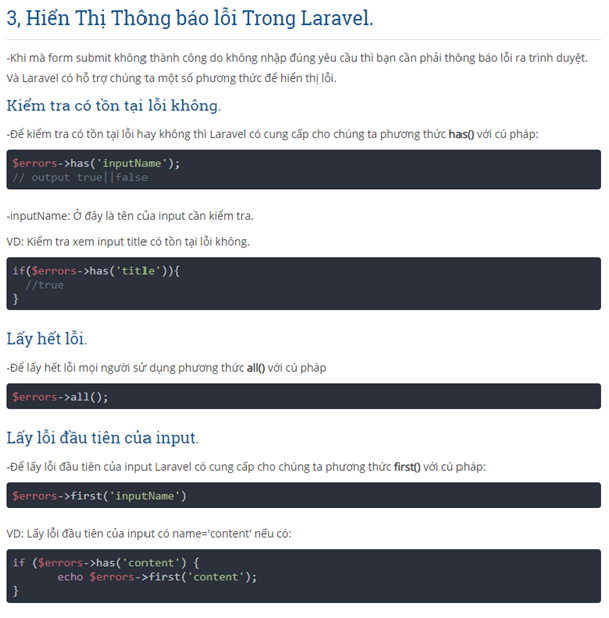 3, Hiển Thị Thông báo lỗi Trong Laravel.
-Khi mà form submit không thành công do không nhập đúng yêu cầu thì bạn cần phải thông báo lỗi ra trình duyệt.
Và Laravel có hỗ trợ chúng ta một số phương thức để hiển thị lỗi.
Kiểm tra có tồn tại lỗi không.
-Để kiểm tra có tồn tại lỗi hay không thì Laravel có cung cấp cho chúng ta phương thức has() với cú pháp:
$errors->has('inputName');
// output true||false
-inputName: Ở đây là tên của input cần kiểm tra.
VD: Kiểm tra xem input title có tồn tại lỗi không.
if($errors->has('title')){
//true
}
Lấy hết lỗi.
-Để lấy hết lỗi mọi người sử dụng phương thức all() với cú pháp
$errors->all();
Lấy lỗi đầu tiên của input.
-Để lấy lỗi đầu tiên của input Laravel có cung cấp cho chúng ta phương thức first() với cú pháp:
$errors->first('inputName')
VD: Lấy lỗi đầu tiên của input có name='content' nếu có:
if ($errors->has('content') {
echo $errors->first('content');
}